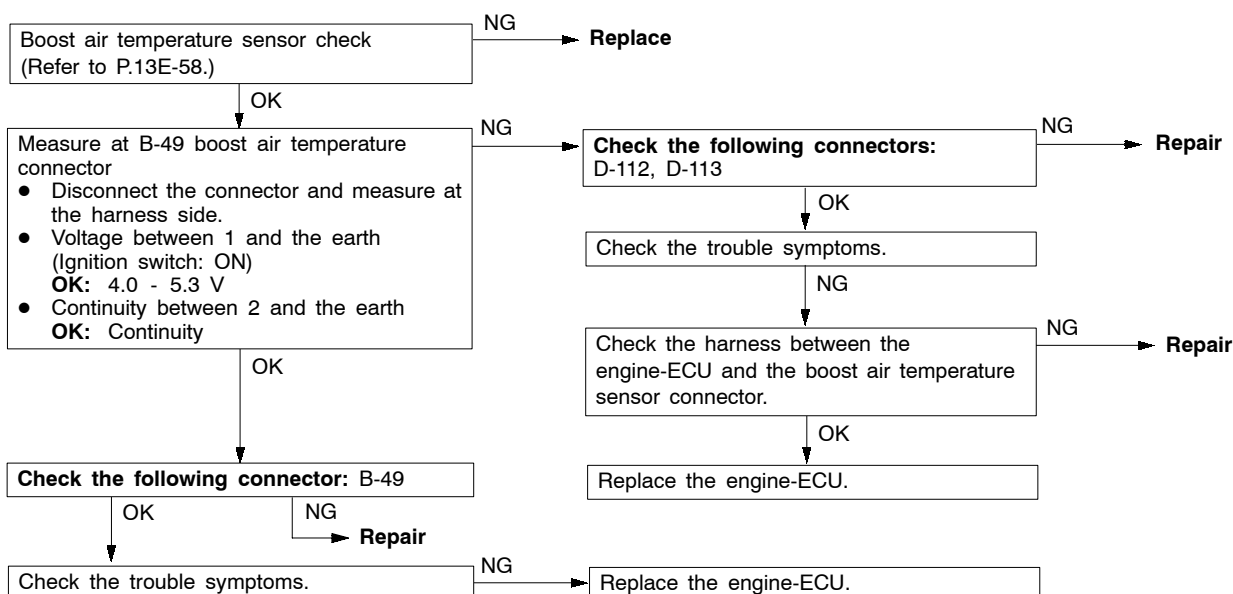 Boost air temperature sensor check
(Refer to P.13E-58.)
NG
Replace
OK
Measure at B-49 boost air temperature
connector
● Disconnect the connector and measure at
the harness side.
● Voltage between 1 and the earth
(Ignition switch: ON)
OK: 4.0 - 5.3 V
● Continuity between 2 and the earth
OK: Continuity
NG
Check the following connectors:
D-112, D-113
NG
Repair
OK
Check the trouble symptoms.
NG
Check the harness between the
engine-ECU and the boost air temperature
sensor connector.
NG
Repair
OK
Replace the engine-ECU.
OK
Check the following connector: B-49
OK
NG
Repair
Check the trouble symptoms.
NG
Replace the engine-ECU.